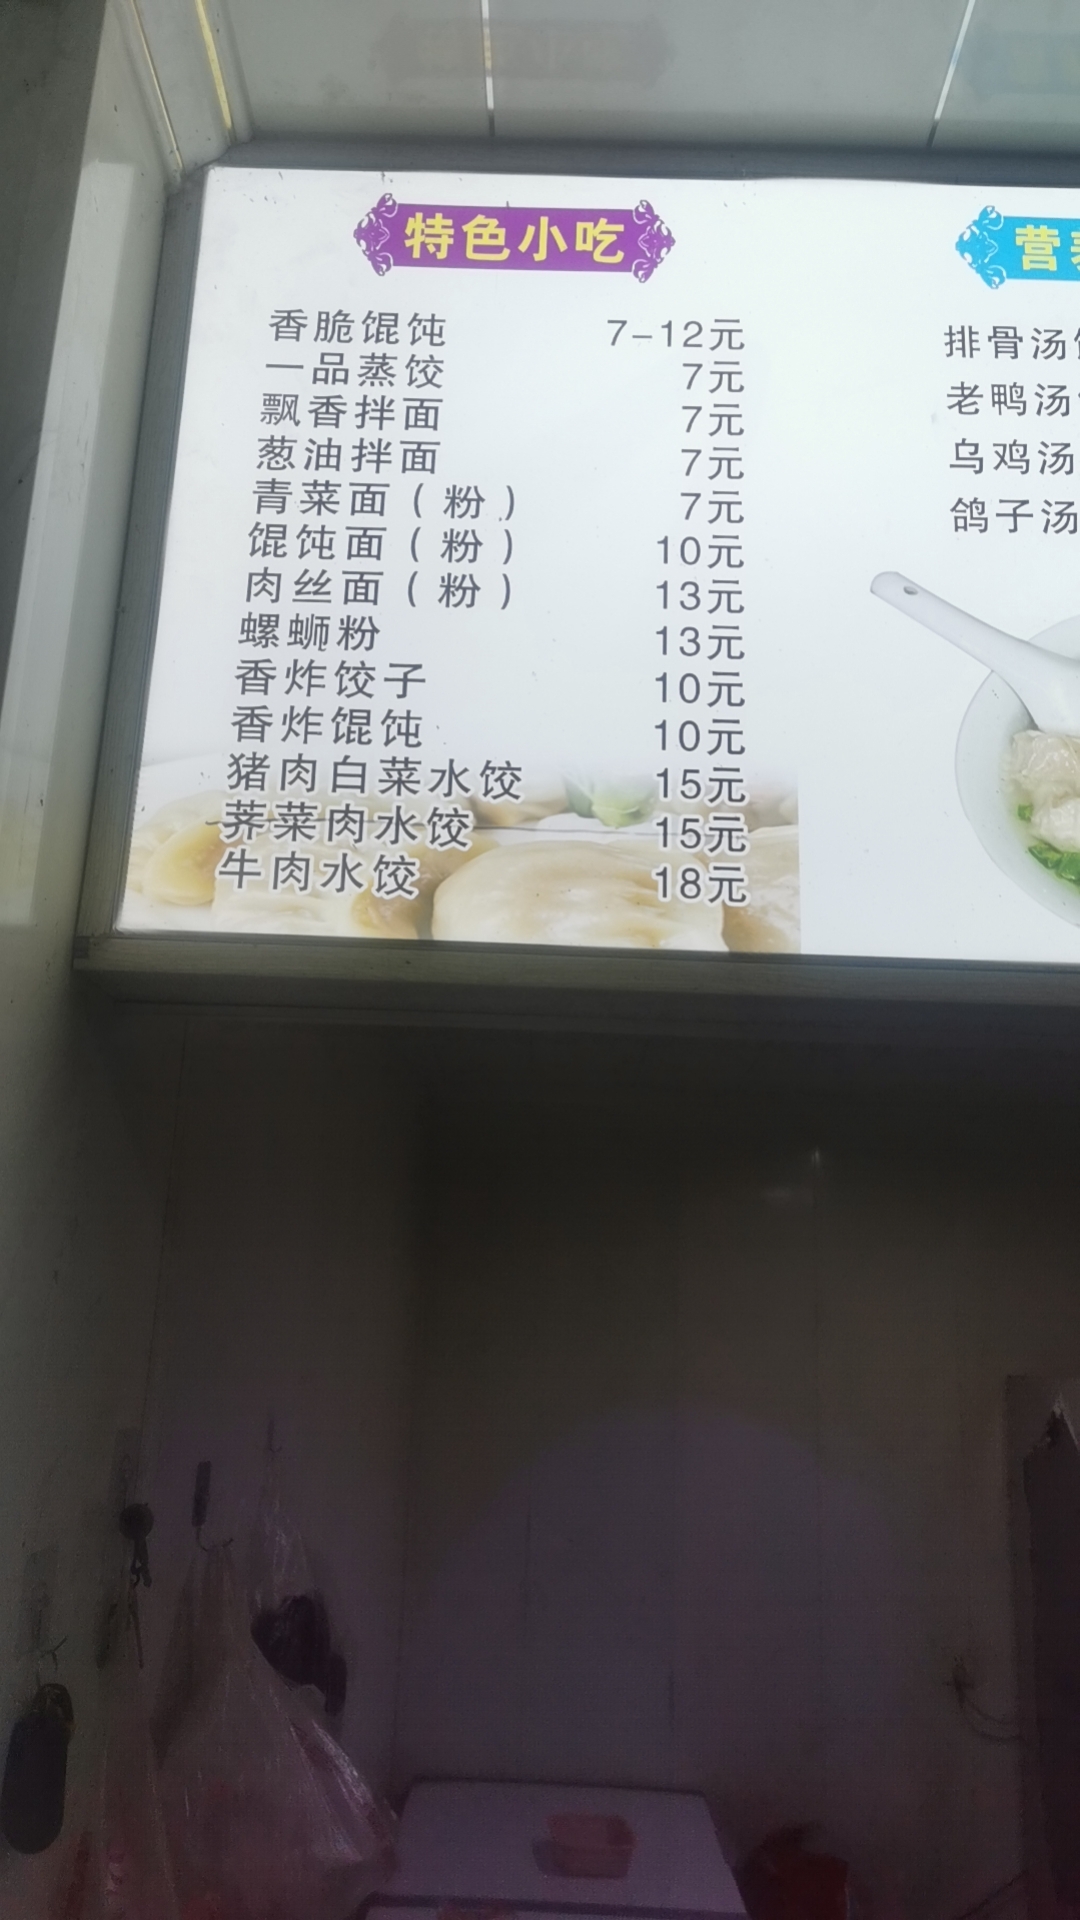 特色小吃
香脆馄饨 7-12元
一品蒸饺 7元
飘香拌面 7元
葱油拌面 7元
青菜面（粉） 7元
馄饨面（粉） 10元
肉丝面（粉） 13元
螺蛳粉 13元
香炸饺子 10元
香炸馄饨 10元
猪肉白菜水饺 15元
荠菜肉水饺 15元
牛肉水饺 18元
营
排骨汤
老鸭汤
乌鸡汤
鸽子汤